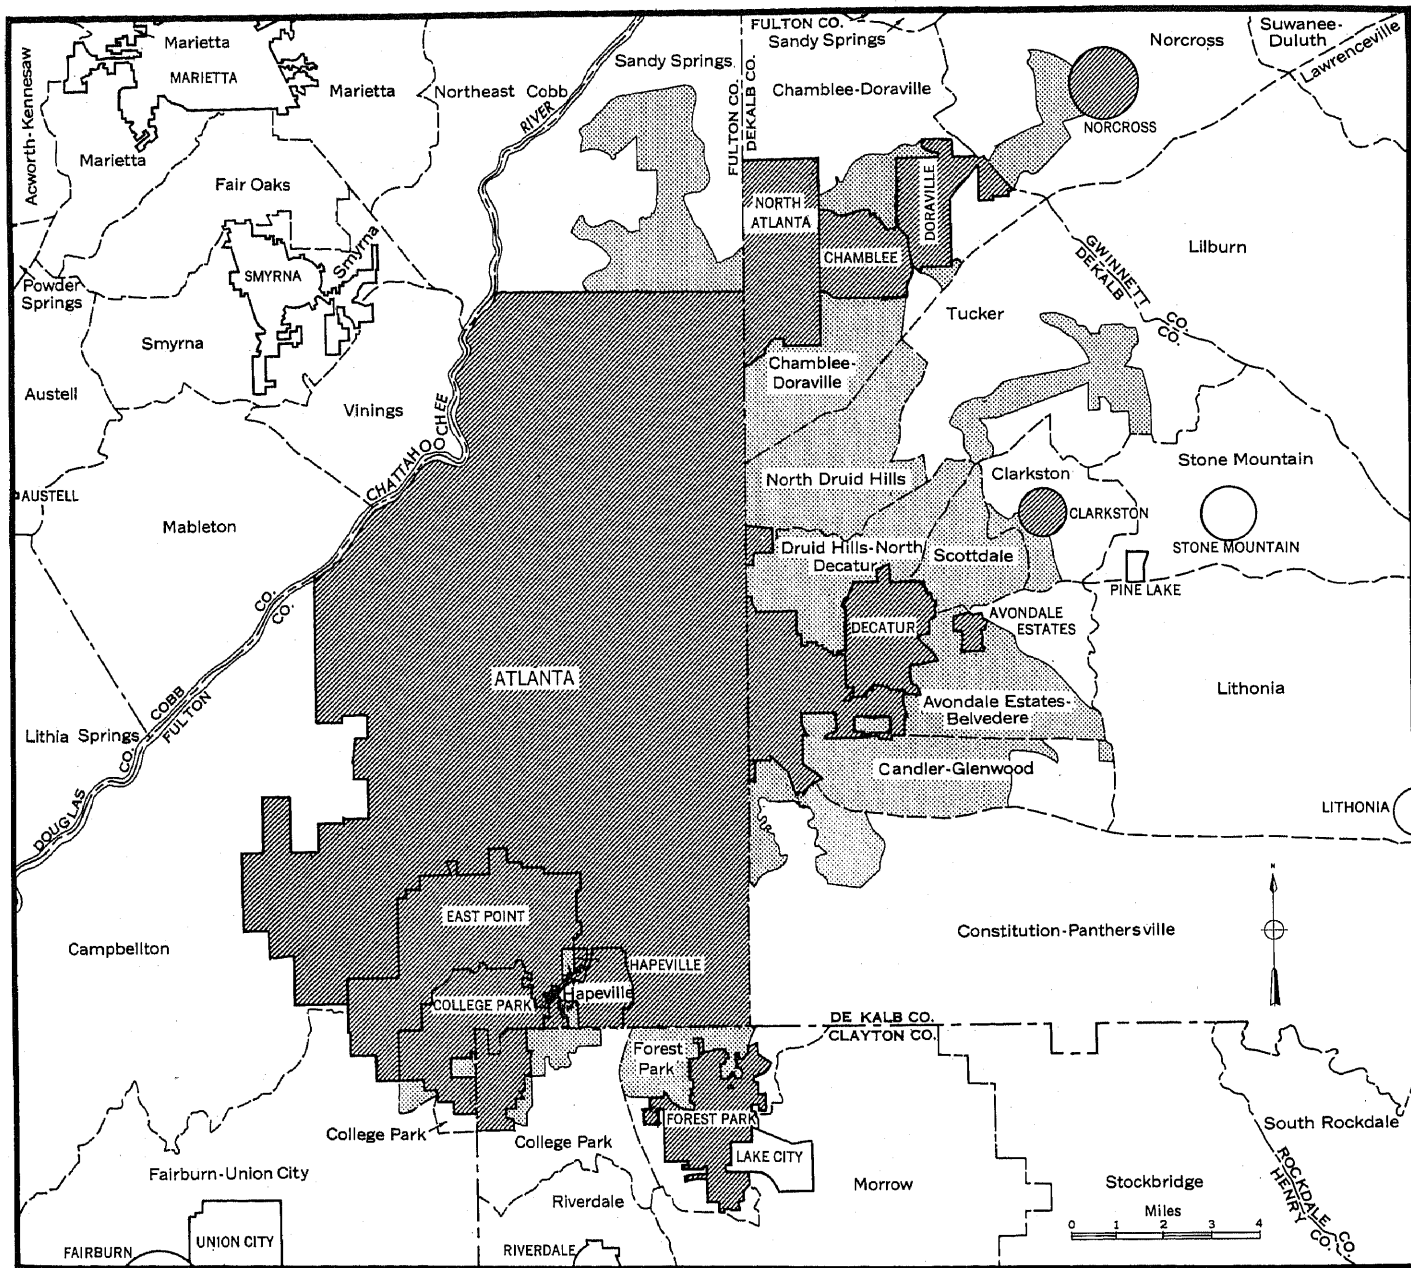 FULTON CO.
Sandy Springs
Suwanee-
Duluth
Norcross
Lawrenceville
Marietta
MARIETTA
Marietta
Marietta
Acworth-Kennesaw
Northeast Cobb
RIVER
Sandy Springs
FULTON CO.
DEKALB CO.
Chamblee-Doraville
NORCROSS
Fair Oaks
Smyrna
SMYRNA
Powder
Springs
Smyrna
NORTH
ATLANTA
DORAVILLE
CHAMBLEE
Lilburn
GWINNETT CO.
DEKALB CO.
Tucker
Austell
Vinings
CHATTAHOOCHEE
Chamblee-
Doraville
AUSTELL
Mableton
North Druid Hills
Clarkston
Stone Mountain
CLARKSTON
STONE MOUNTAIN
Druid Hills-North
Decatur
Scottdale
PINE LAKE
CO.
CO.
AVONDALE
ESTATES
DECATUR
ATLANTA
COBB
FULTON
Lithia Springs
Avondale Estates-
Belvedere
Lithonia
CO.
DOUGLAS
Candler-Glenwood
LITHONIA
N
EAST POINT
Campbellton
Constitution-Panthersville
HAPEVILLE
Hapeville
COLLEGE PARK
DE KALB CO.
CLAYTON CO.
Forest
Park
FOREST PARK
College Park
College Park
LAKE CITY
South Rockdale
Fairburn-Union City
Riverdale
Morrow
Stockbridge
ROCKDALE CO.
HENRY CO.
Miles
0 1 2 3 4
UNION CITY
FAIRBURN
RIVERDALE